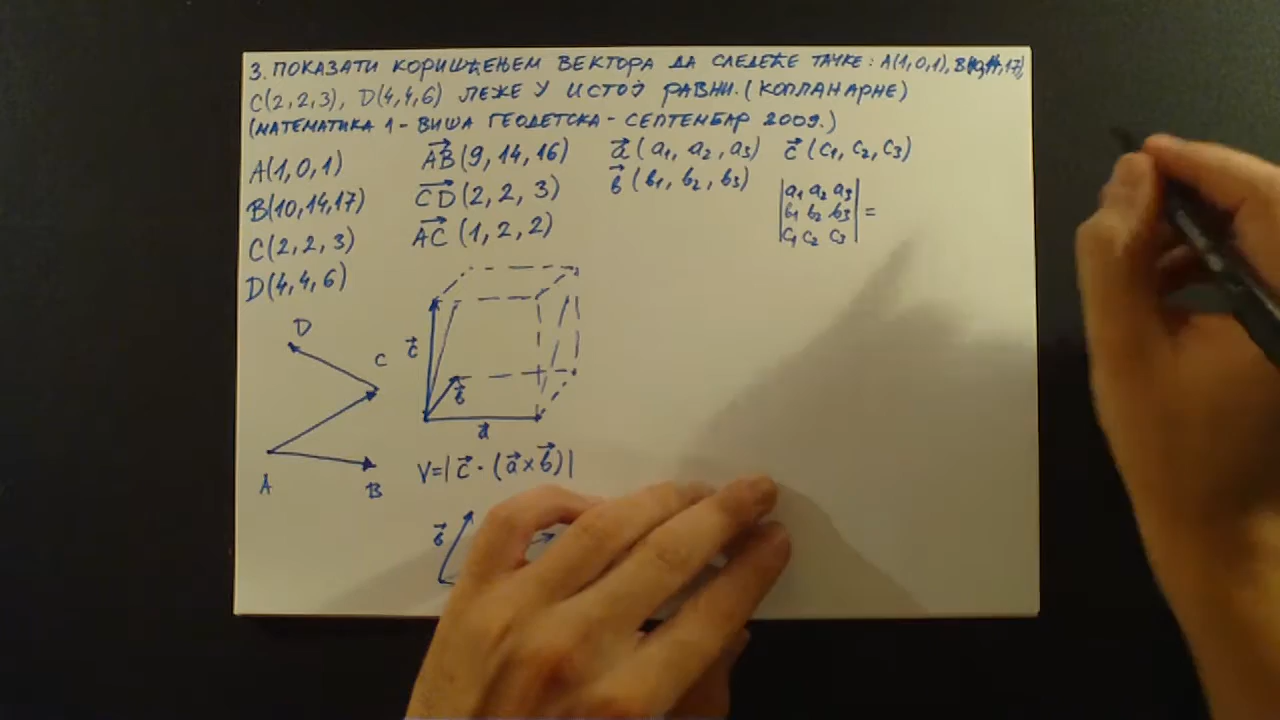 3. ПОКАЗАТИ КОРИШЋЕЊЕМ ВЕКТОРА ДА СЛЕДЕЋЕ ТАЧКЕ: A(1,0,1), B(10,14,17),
C(2,2,3), D(4,4,6) ЛЕЖЕ У ИСТОЈ РАВНИ. (КОПЛАНАРНЕ)
(МАТЕМАТИКА 1 - ВИША ГЕОДЕТСКА - СЕПТЕМБАР 2009.)
A(1,0,1)
B(10,14,17)
C(2,2,3)
D(4,4,6)
A⃗B⃗(9,14,16)
C⃗D⃗(2,2,3)
A⃗C⃗(1,2,2)
a⃗(a₁,a₂,a₃) c⃗(c₁,c₂,c₃)
b⃗(b₁,b₂,b₃)
|a₁ a₂ a₃|
|b₁ b₂ b₃| =
|c₁ c₂ c₃|
D
C
A
B
c⃗
b⃗
a⃗
V=|c⃗·(a⃗×b⃗)|
b⃗